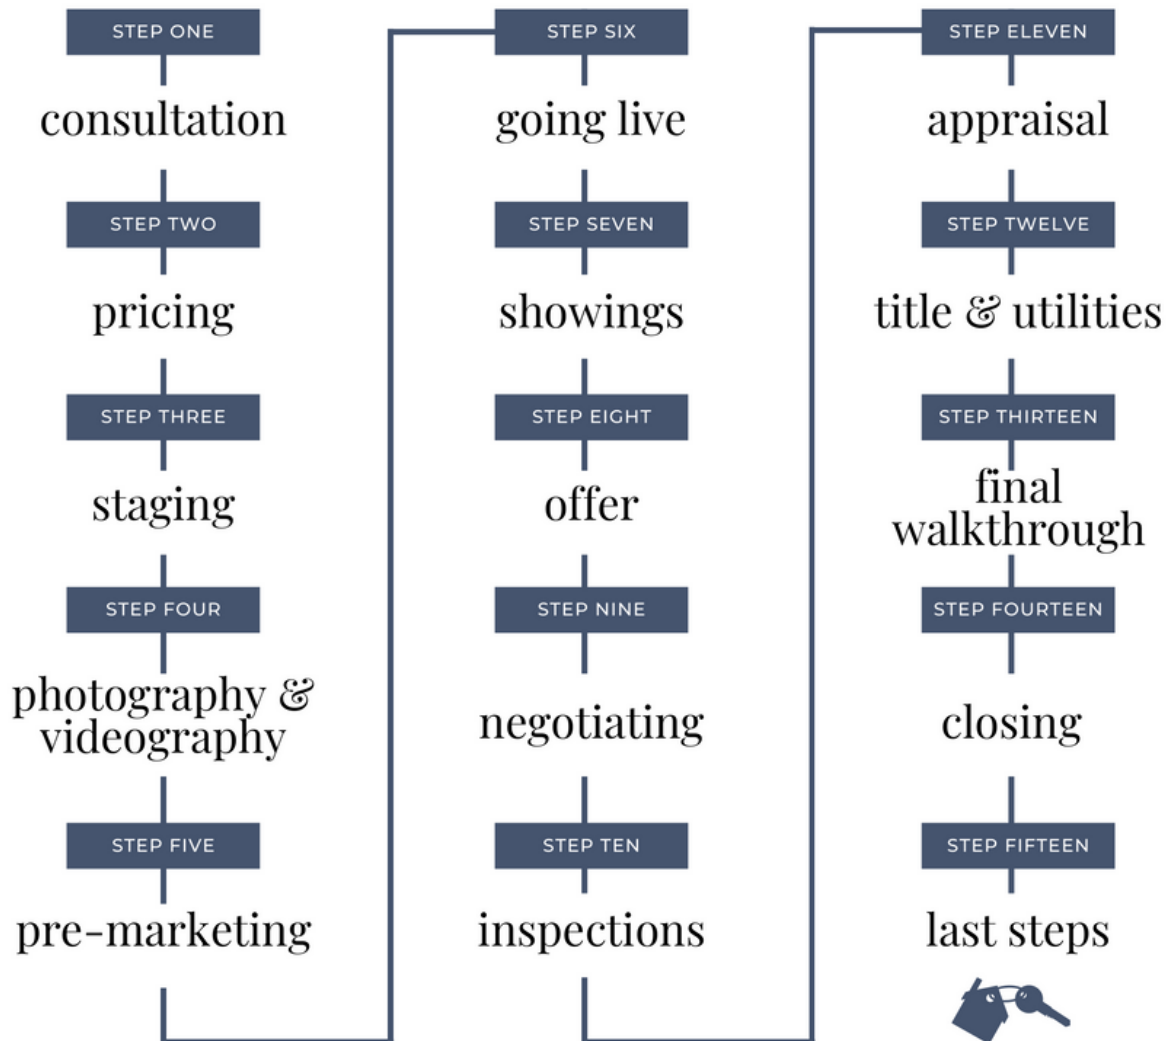 STEP ONE
consultation
STEP TWO
pricing
STEP THREE
staging
STEP FOUR
photography &
videography
STEP FIVE
pre-marketing
STEP SIX
going live
STEP SEVEN
showings
STEP EIGHT
offer
STEP NINE
negotiating
STEP TEN
inspections
STEP ELEVEN
appraisal
STEP TWELVE
title & utilities
STEP THIRTEEN
final
walkthrough
STEP FOURTEEN
closing
STEP FIFTEEN
last steps